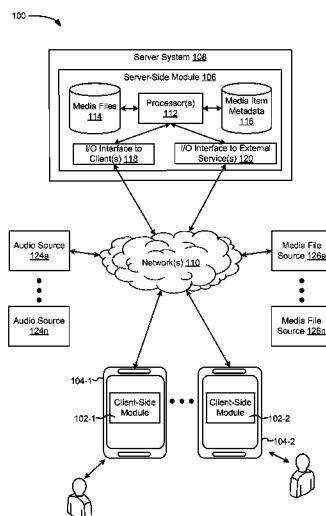 100
Server System 108
Server-Side Module 106
Media Files
114
Processor(s)
112
Media Item
Metadata
116
I/O Interface to
Client(s) 118
I/O Interface to External
Service(s) 120
Audio Source
124a
Network(s) 110
Media File
Source 126a
Audio Source
124n
Media File
Source 126n
104-1
Client-Side
Module
102-1
Client-Side
Module
102-2
104-2